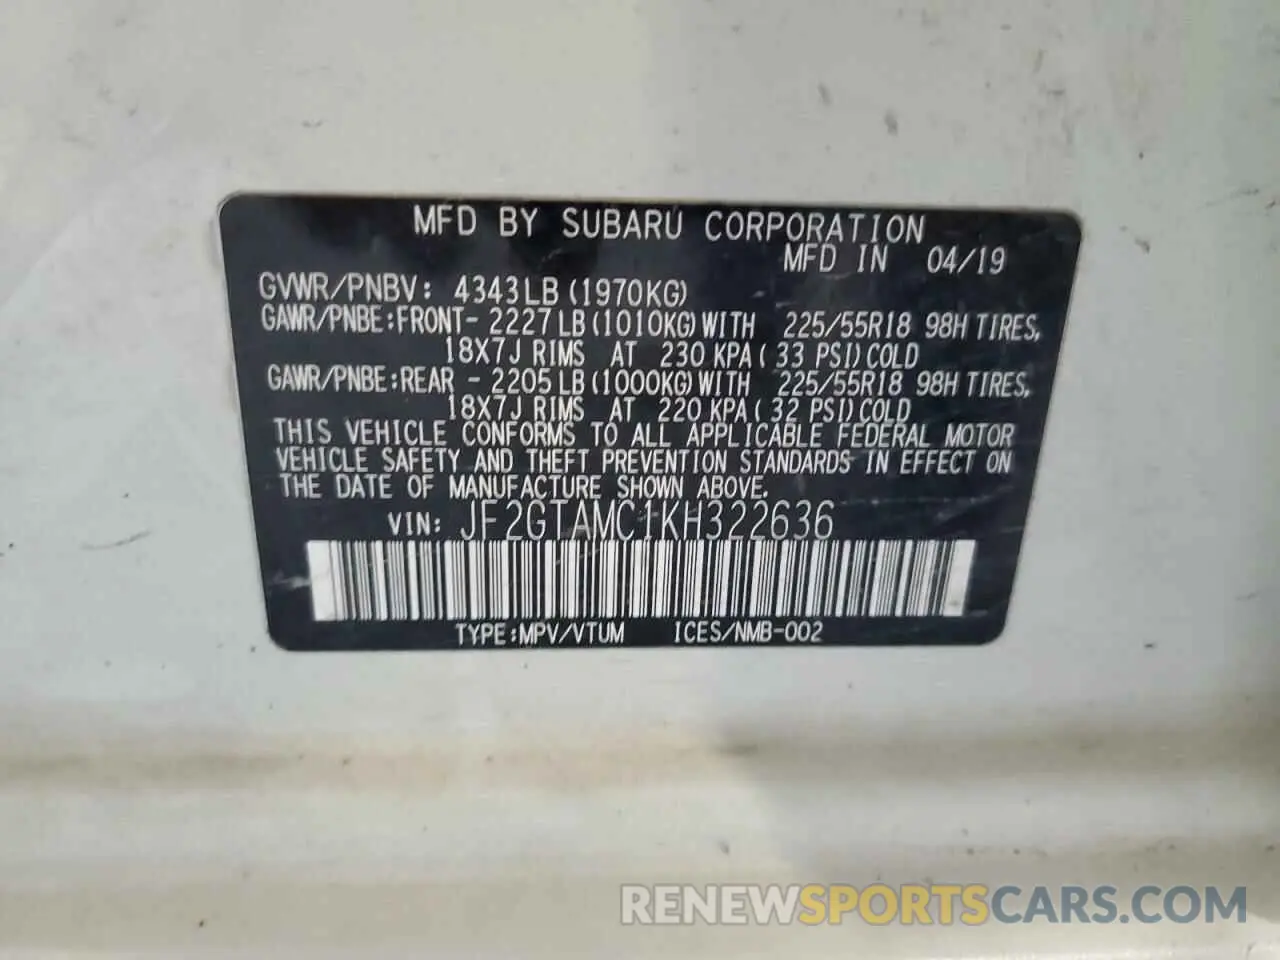 MFD BY SUBARU CORPORATION
MFD IN 04/19
GVWR/PNBV: 4343LB (1970KG)
GAWR/PNBE:FRONT- 2227LB(1010KG)WITH 225/55R18 98H TIRES,
18X7J RIMS AT 230 KPA( 33 PSI)COLD
GAWR/PNBE:REAR - 2205LB(1000KG)WITH 225/55R18 98H TIRES,
18X7J RIMS AT 220 KPA( 32 PSI)COLD
THIS VEHICLE CONFORMS TO ALL APPLICABLE FEDERAL MOTOR
VEHICLE SAFETY AND THEFT PREVENTION STANDARDS IN EFFECT ON
THE DATE OF MANUFACTURE SHOWN ABOVE.
VIN: JF2GTAMC1KH322636
TYPE:MPV/VTUM ICES/NMB-002
RENEWSPORTSCARS.COM